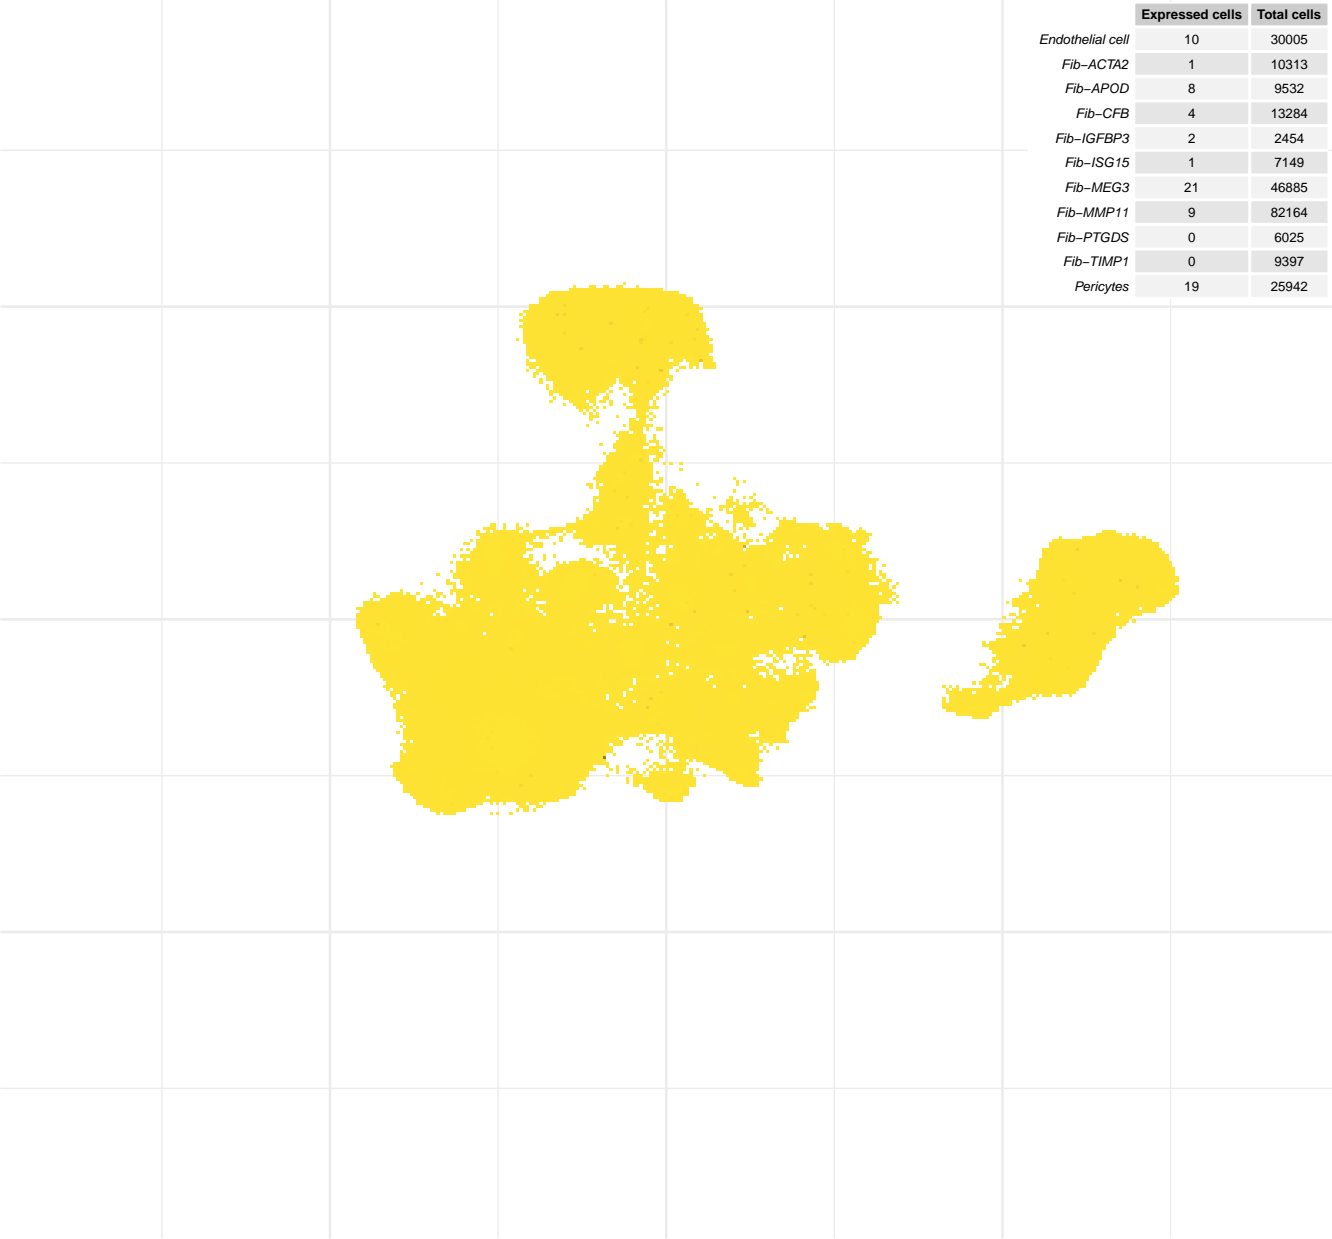 Expressed cells Total cells
Endothelial cell 10 30005
Fib−ACTA2 1 10313
Fib−APOD 8 9532
Fib−CFB 4 13284
Fib−IGFBP3 2 2454
Fib−ISG15 1 7149
Fib−MEG3 21 46885
Fib−MMP11 9 82164
Fib−PTGDS 0 6025
Fib−TIMP1 0 9397
Pericytes 19 25942